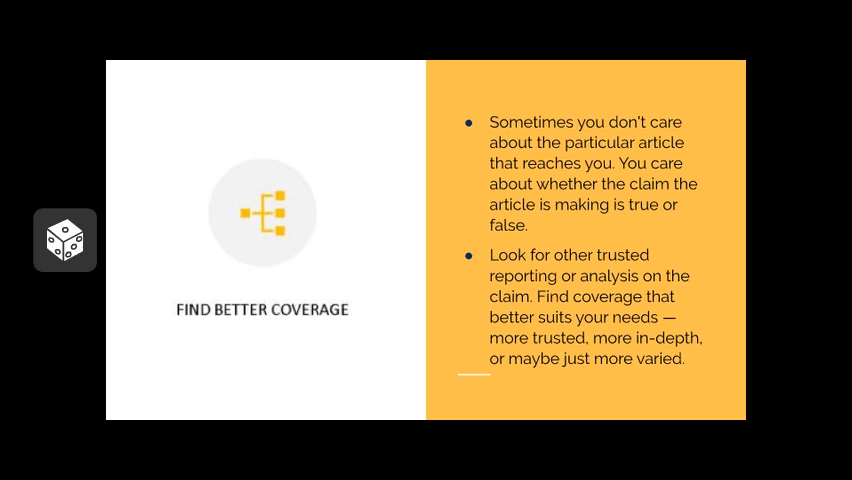 FIND BETTER COVERAGE
● Sometimes you don't care
about the particular article
that reaches you. You care
about whether the claim the
article is making is true or
false.
● Look for other trusted
reporting or analysis on the
claim. Find coverage that
better suits your needs —
more trusted, more in-depth,
or maybe just more varied.